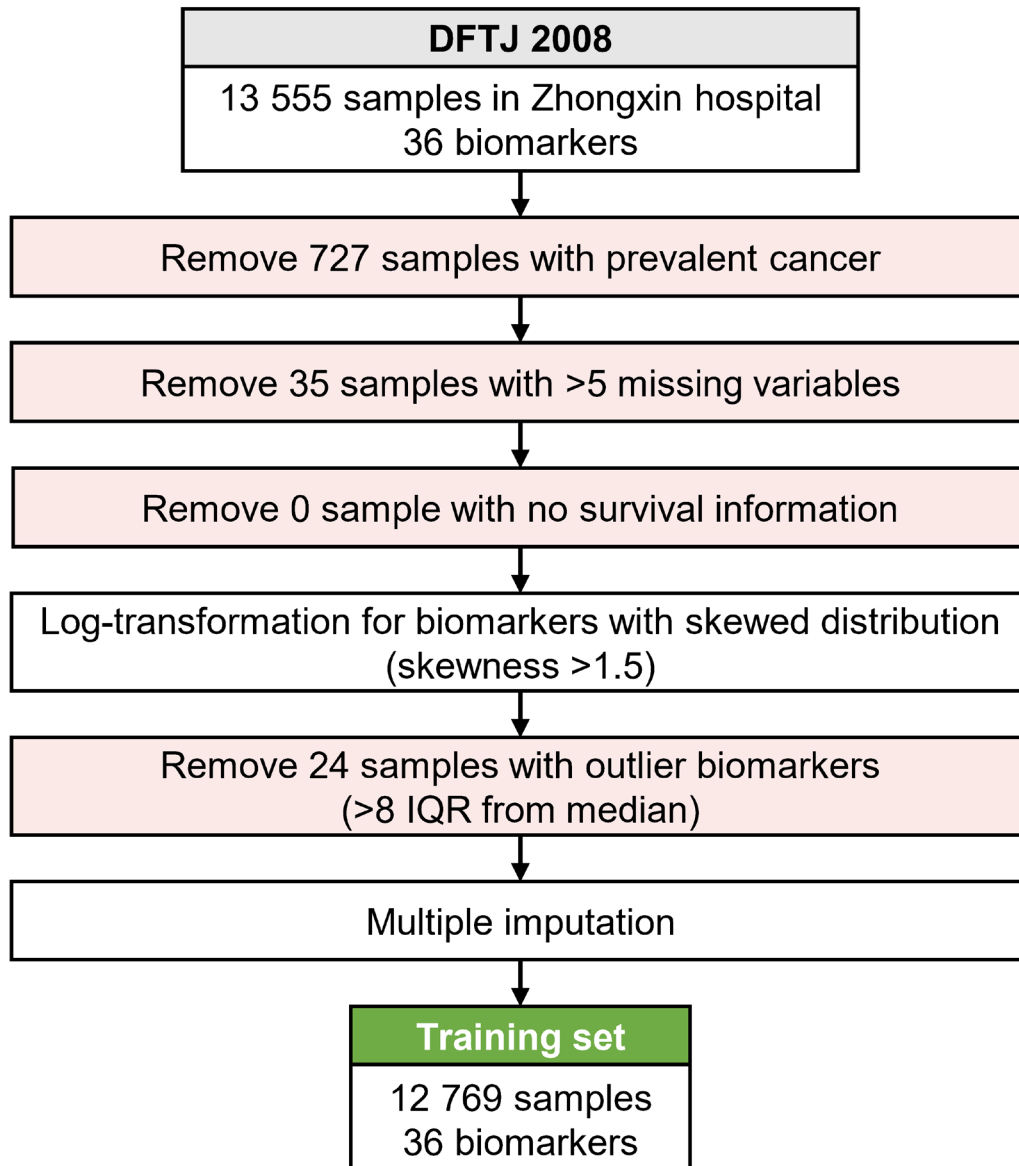 DFTJ 2008
13 555 samples in Zhongxin hospital
36 biomarkers
Remove 727 samples with prevalent cancer
Remove 35 samples with >5 missing variables
Remove 0 sample with no survival information
Log-transformation for biomarkers with skewed distribution
(skewness >1.5)
Remove 24 samples with outlier biomarkers
(>8 IQR from median)
Multiple imputation
Training set
12 769 samples
36 biomarkers